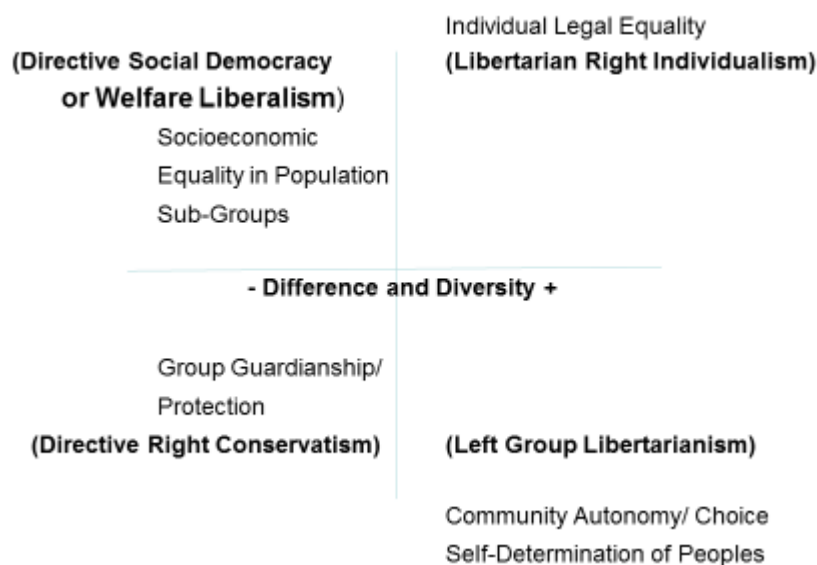 Individual Legal Equality
(Directive Social Democracy
or Welfare Liberalism)
(Libertarian Right Individualism)
Socioeconomic
Equality in Population
Sub-Groups
- Difference and Diversity +
Group Guardianship/
Protection
(Directive Right Conservatism)
(Left Group Libertarianism)
Community Autonomy/ Choice
Self-Determination of Peoples